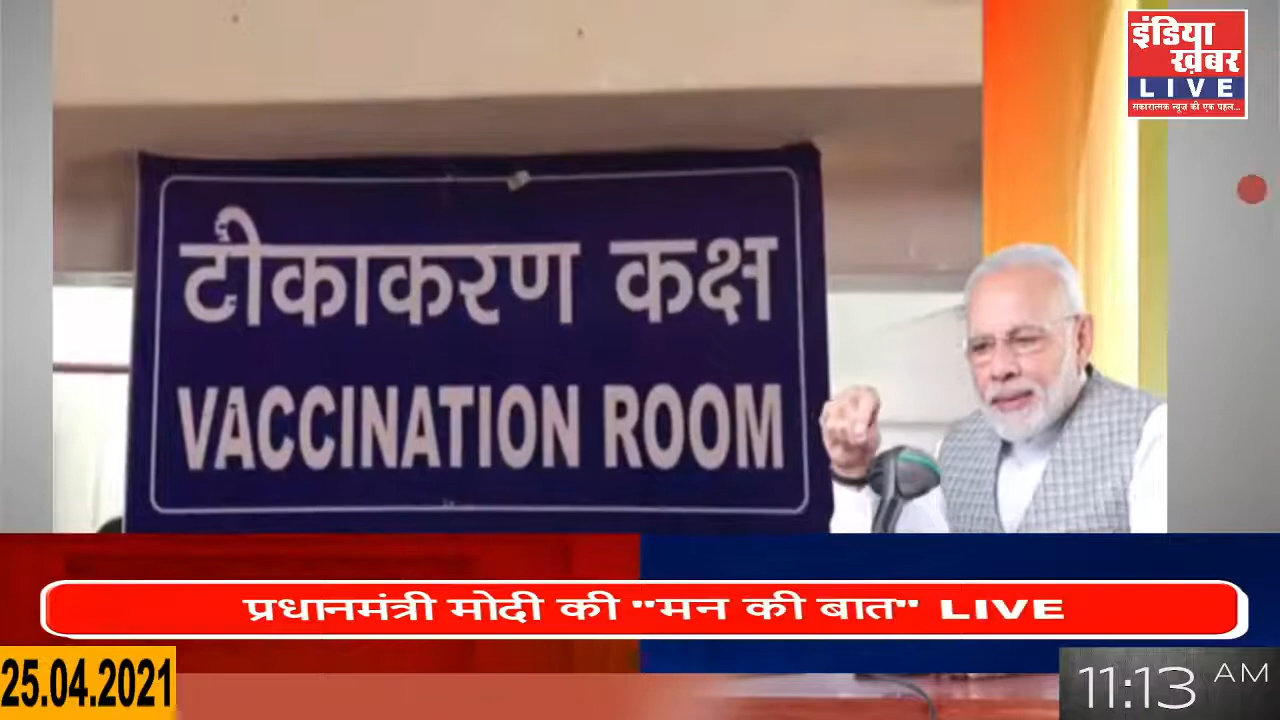 इंडिया
ख़बर
LIVE
सकारात्मक न्यूज़ की एक पहल...
टीकाकरण कक्ष
VACCINATION ROOM
प्रधानमंत्री मोदी की "मन की बात" LIVE
25.04.2021
11:13 AM